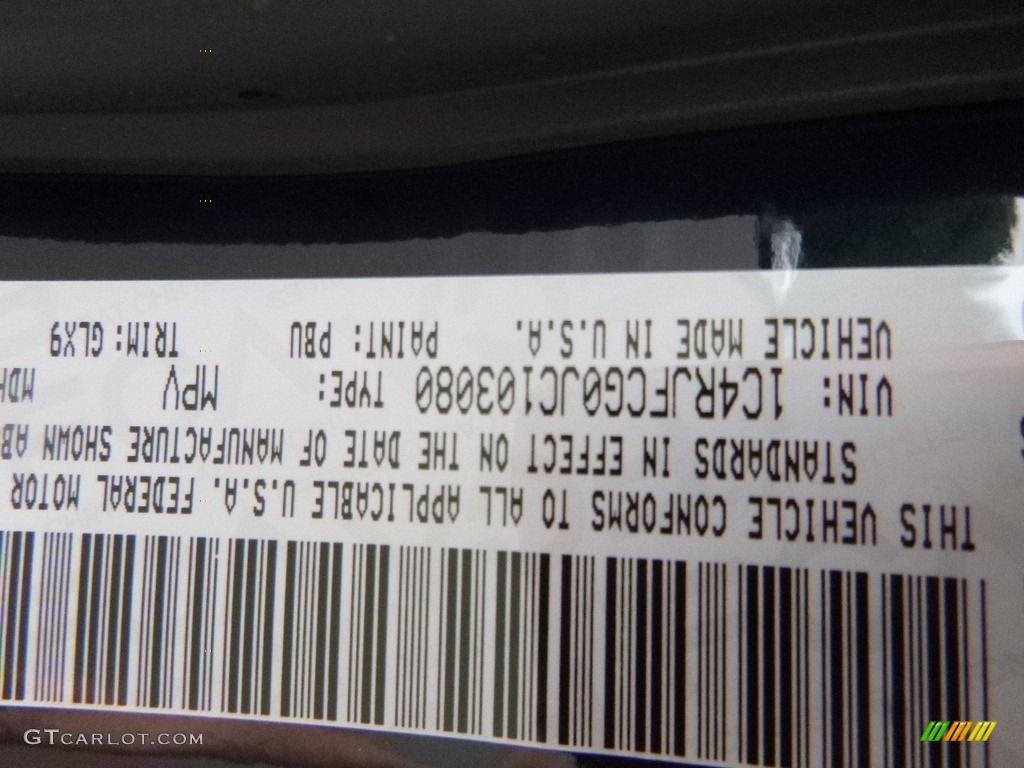 THIS VEHICLE CONFORMS TO ALL APPLICABLE U.S.A. FEDERAL MOTOR
STANDARDS IN EFFECT ON THE DATE OF MANUFACTURE SHOWN
VIN: 1C4RJFCG0JC103080 TYPE: MPV
VEHICLE MADE IN U.S.A. PAINT: PBU TRIM: GLX9
GTCARLOT.COM